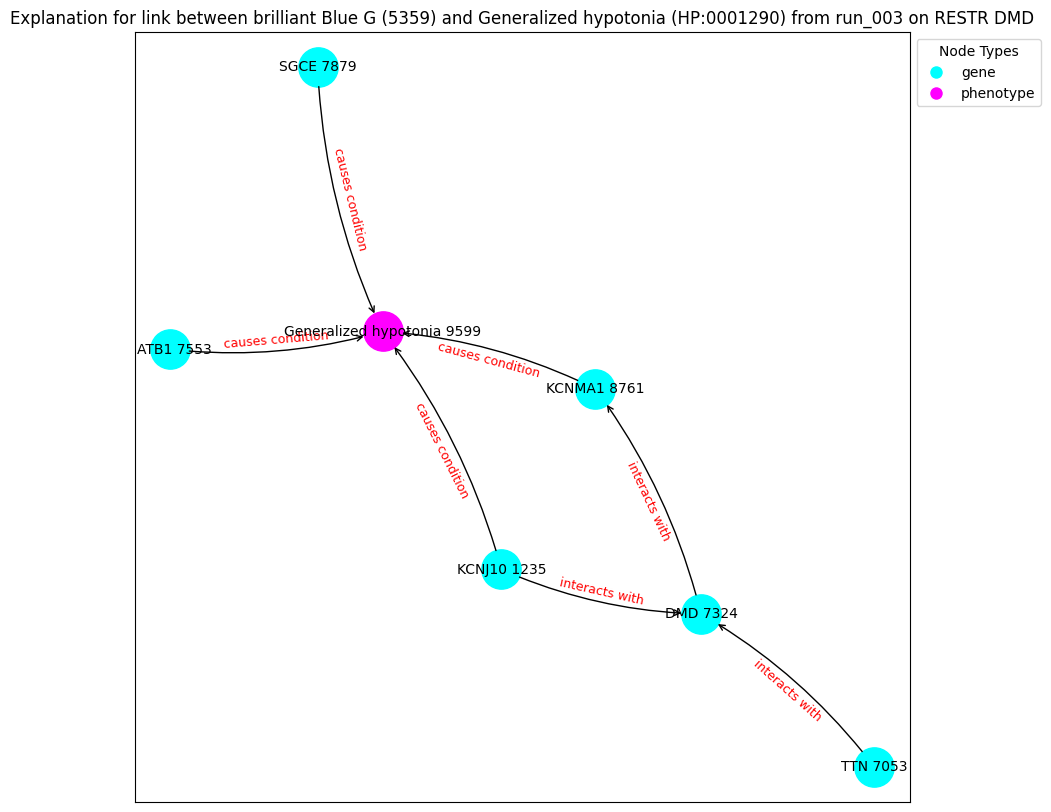 Explanation for link between brilliant Blue G (5359) and Generalized hypotonia (HP:0001290) from run_003 on RESTR DMD
Node Types
gene
phenotype
SGCE 7879
causes condition
Generalized hypotonia 9599
causes condition
ATB1 7553
causes condition
KCNMA1 8761
causes condition
interacts with
KCNJ10 1235
interacts with
DMD 7324
interacts with
TTN 7053